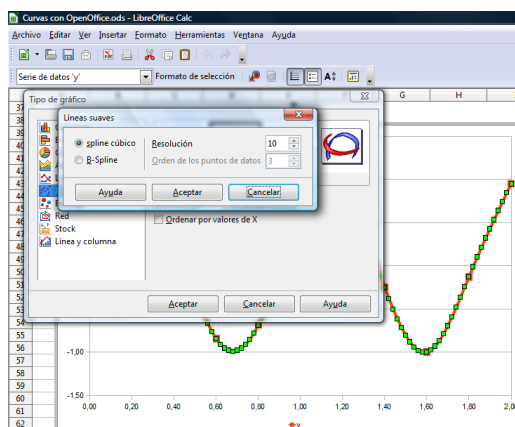 Curvas con OpenOffice.ods - LibreOffice Calc
Archivo Editar Ver Insertar Formato Herramientas Ventana Ayuda
Serie de datos 'y' Formato de selección
Tipo de gráfico
G H
Líneas suaves
spline cúbico Resolución 10
B-Spline Orden de los puntos de datos 3
Ayuda Aceptar Cancelar
Red
Stock
Línea y columna
Ordenar por valores de X
Aceptar Cancelar Ayuda
37
38
39
40
41
42
43
44
45
46
47
48
49
50
51
52
53
54
55
56
57
58
59
60
61
62
-1,00
-1,50
0,00 0,20 0,40 0,60 0,80 1,00 1,20 1,40 1,60 1,80 2,0
y